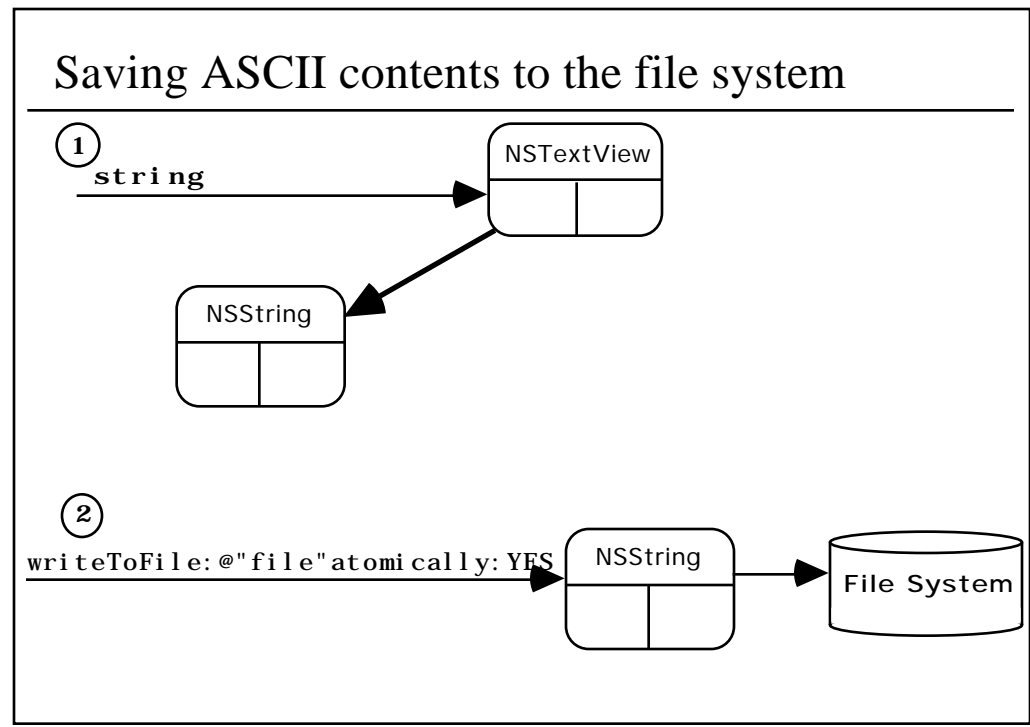 Saving ASCII contents to the file system
1
string
NSTextView
NSString
2
writeToFile:@"file"atomically:YES
NSString
File System